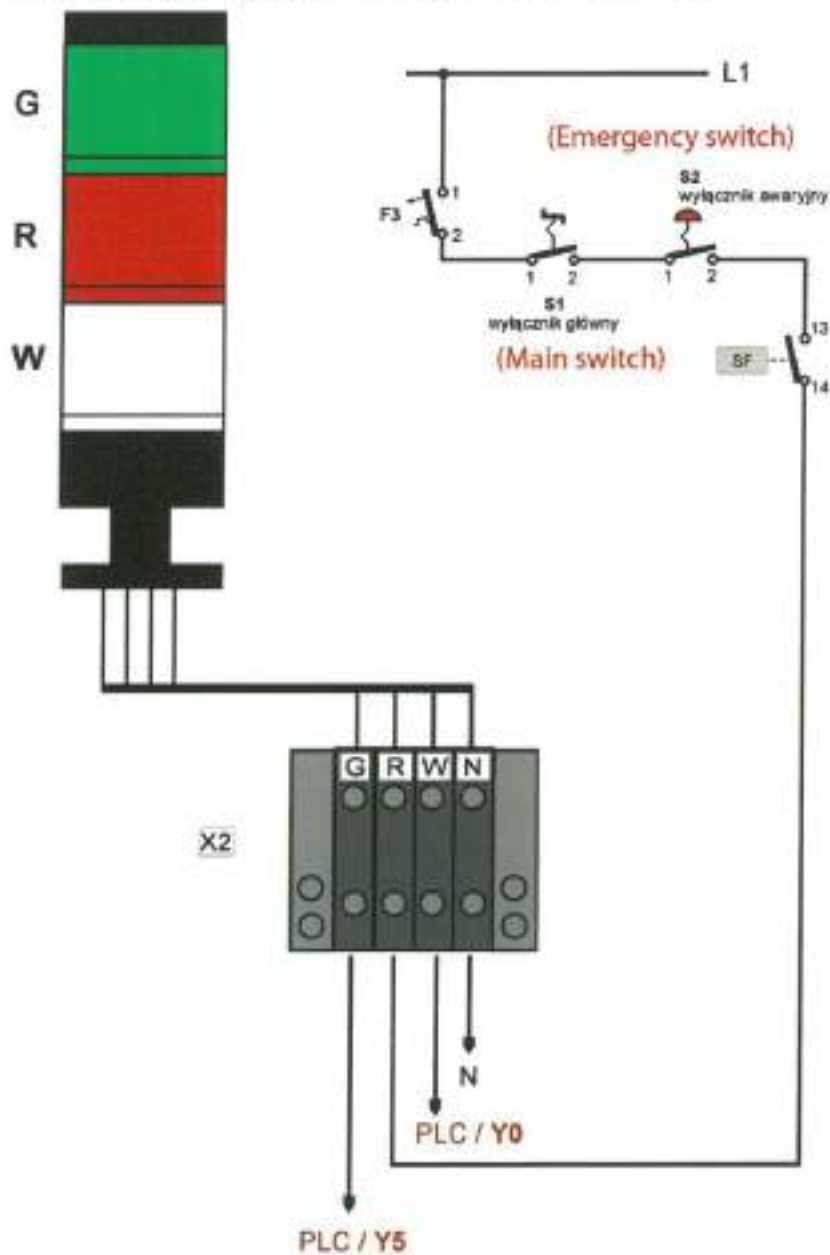 G
R
W
L1
(Emergency switch)
S2
wyłącznik awaryjny
F3
1
2
1 2
1 2
S1
wyłącznik główny
(Main switch)
13
SF
14
G R W N
X2
N
PLC / Y0
PLC / Y5